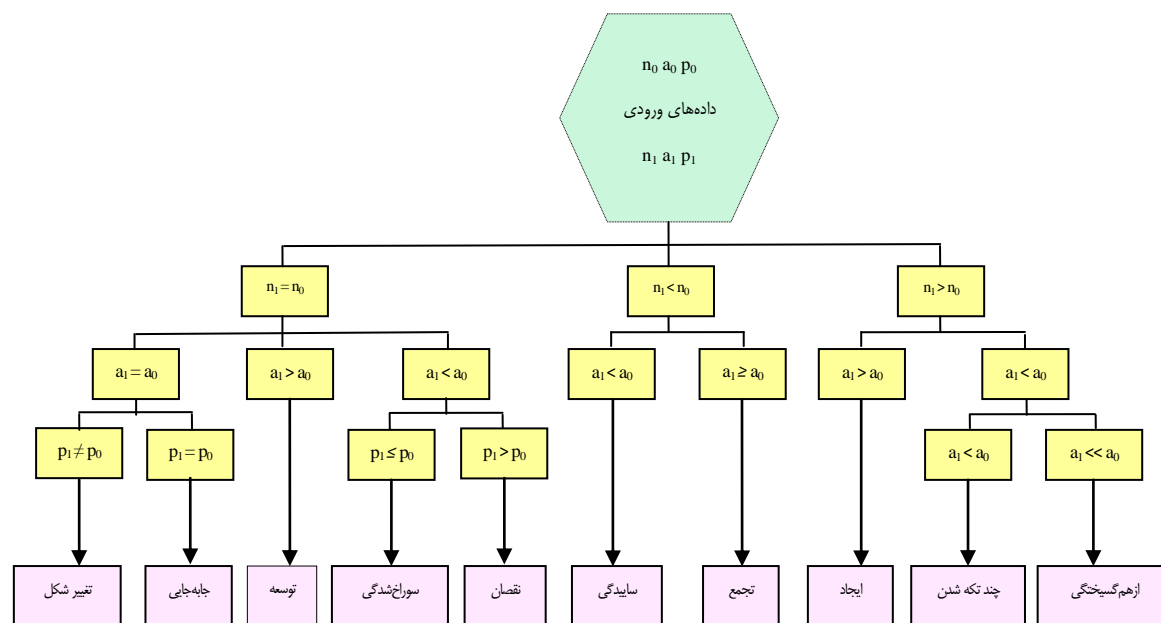 n₀ a₀ p₀
داده‌های ورودی
n₁ a₁ p₁
n₁ = n₀
n₁ < n₀
n₁ > n₀
a₁ = a₀
a₁ > a₀
a₁ < a₀
a₁ < a₀
a₁ ≥ a₀
a₁ > a₀
a₁ < a₀
p₁ ≠ p₀
p₁ = p₀
p₁ ≤ p₀
p₁ > p₀
a₁ < a₀
a₁ << a₀
تغییر شکل
جابه‌جایی
توسعه
سوراخ‌شدگی
نقصان
ساییدگی
تجمع
ایجاد
چند تکه شدن
ازهم‌گسیختگی